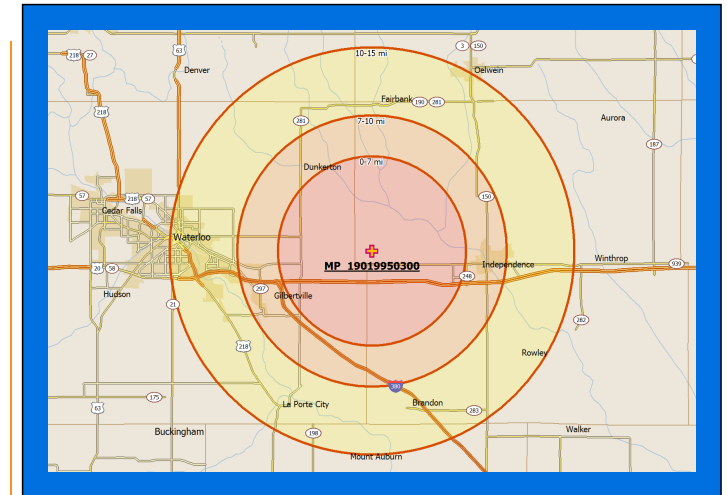 10-15 mi
3
150
63
218
27
Denver
Oelwein
Fairbank
190
281
218
281
7-10 mi
Aurora
187
0-7 mi
Dunkerton
57
218
57
150
Cedar Falls
Waterloo
MP_19019950300
Independence
Winthrop
939
20
58
248
Hudson
297
Gilbertville
21
282
218
Rowley
380
175
La Porte City
Brandon
283
63
Buckingham
198
Walker
Mount Auburn